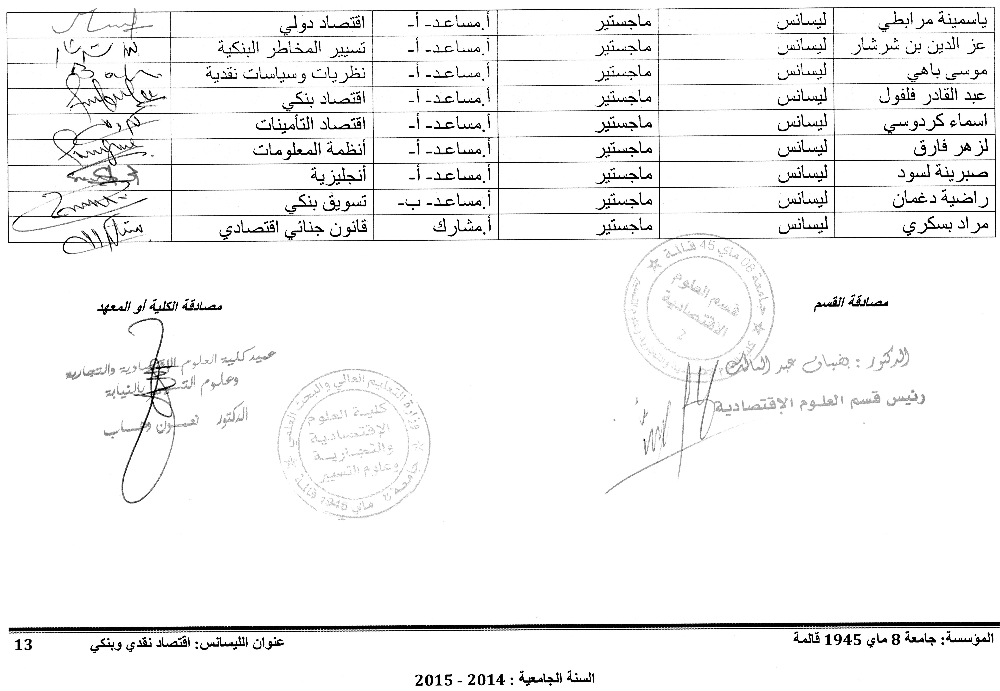 ياسمينة مرابطي ليسانس ماجستير أ.مساعد- أ- اقتصاد دولي
عز الدين بن شرشار ليسانس ماجستير أ.مساعد- أ- تسيير المخاطر البنكية
موسى باهي ليسانس ماجستير أ.مساعد- أ- نظريات وسياسات نقدية
عبد القادر فلفول ليسانس ماجستير أ.مساعد- أ- اقتصاد بنكي
اسماء كردوسي ليسانس ماجستير أ.مساعد- أ- اقتصاد التأمينات
لزهر فارق ليسانس ماجستير أ.مساعد- أ- أنظمة المعلومات
صبرينة لسود ليسانس ماجستير أ.مساعد- أ- أنجليزية
راضية دغمان ليسانس ماجستير أ.مساعد- ب- تسويق بنكي
مراد بسكري ليسانس ماجستير أ.مشارك قانون جنائي اقتصادي
مصادقة القسم
جامعة 08 ماي 45 قالمة
قسم العلوم
الاقتصادية
2
الدكتور : بضياف عبد المالك
رئيس قسم العلوم الإقتصادية
مصادقة الكلية أو المعهد
عميد كلية العلوم الإقتصادية والتجارية
وعلوم التسيير بالنيابة
الدكتور نعمون وهاب
وزارة التعليم العالي والبحث العلمي
كلية العلوم
الإقتصادية
والتجارية
وعلوم التسيير
جامعة 8 ماي 1945 قالمة
المؤسسة: جامعة 8 ماي 1945 قالمة عنوان الليسانس: اقتصاد نقدي وبنكي 13
السنة الجامعية : 2014 - 2015